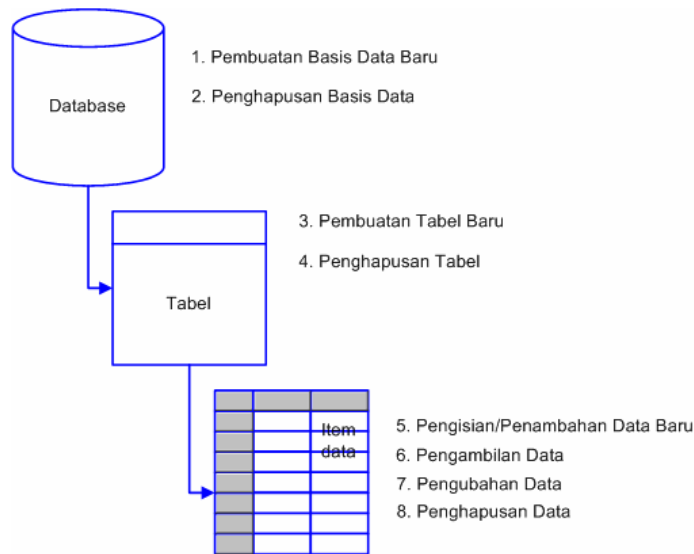 Database
1. Pembuatan Basis Data Baru
2. Penghapusan Basis Data
Tabel
3. Pembuatan Tabel Baru
4. Penghapusan Tabel
Item
data
5. Pengisian/Penambahan Data Baru
6. Pengambilan Data
7. Pengubahan Data
8. Penghapusan Data